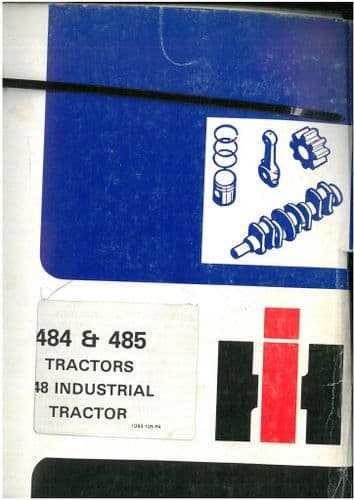 484 & 485
TRACTORS
48 INDUSTRIAL
TRACTOR